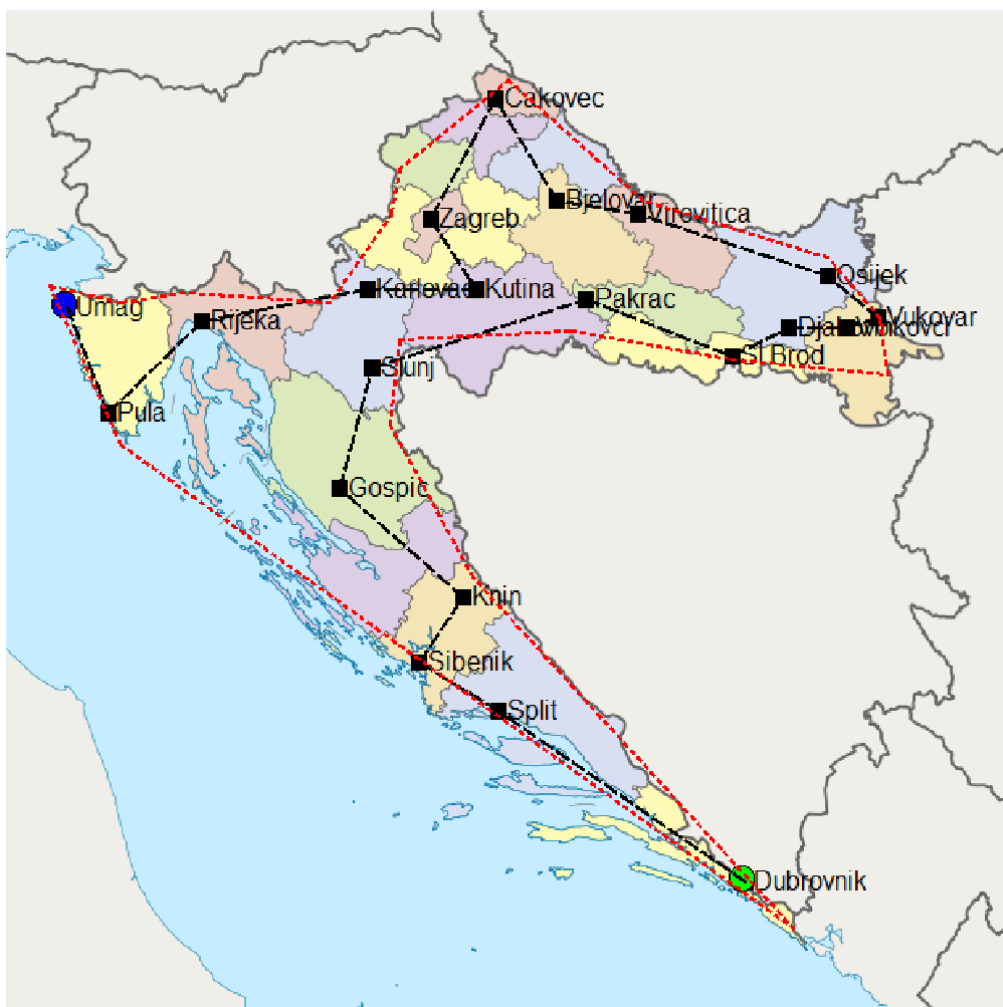 Cakovec
Bjelovar
Virovitica
Zagreb
Osijek
Umag
Karlovac
Kutina
Pakrac
Rijeka
Vukovar
Djakovo
Vinkovci
Sl Brod
Slunj
Pula
Gospic
Knin
Sibenik
Split
Dubrovnik